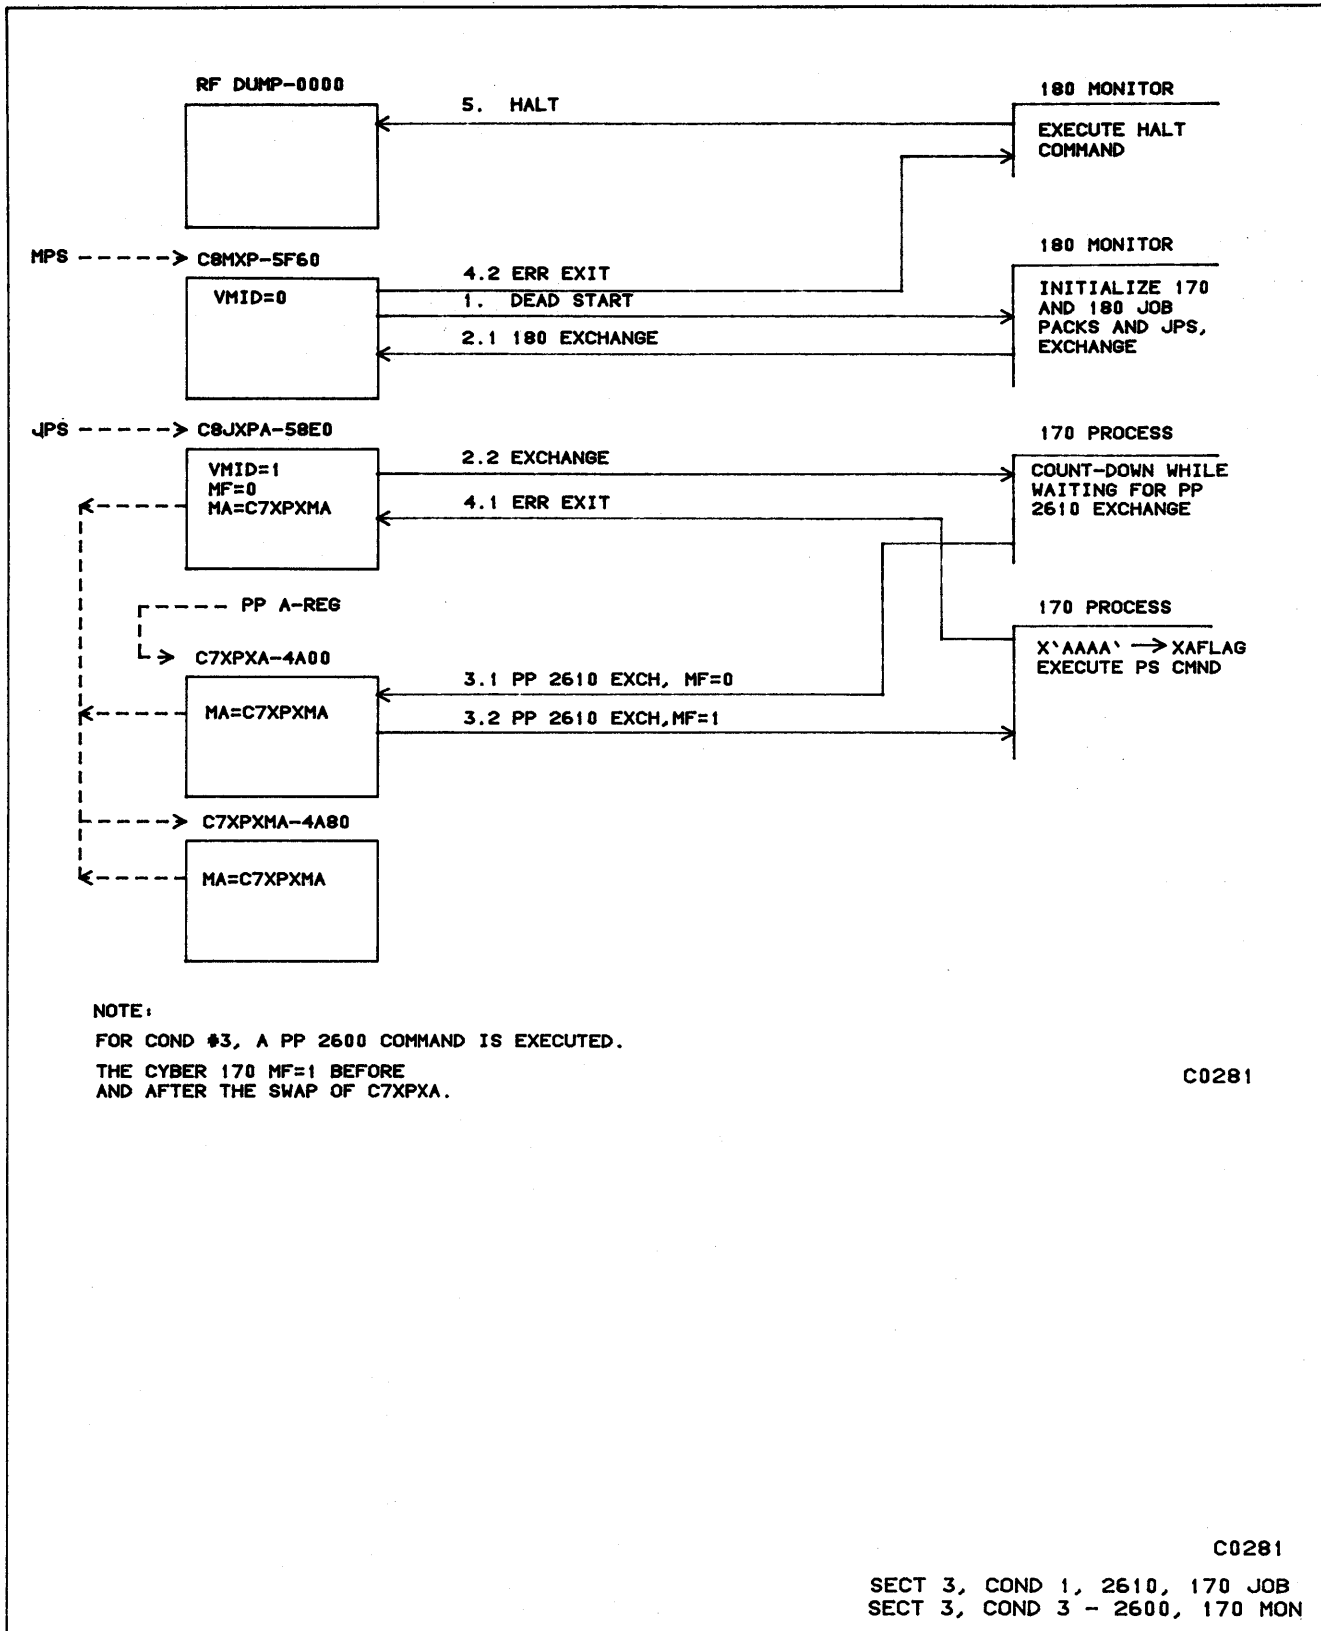 RF DUMP-0000
180 MONITOR
5. HALT
EXECUTE HALT
COMMAND
MPS
C8MXP-5F60
180 MONITOR
VMID=0
4.2 ERR EXIT
1. DEAD START
2.1 180 EXCHANGE
INITIALIZE 170
AND 180 JOB
PACKS AND JPS,
EXCHANGE
JPS
C8JXPA-58E0
170 PROCESS
VMID=1
MF=0
MA=C7XPXMA
2.2 EXCHANGE
4.1 ERR EXIT
COUNT-DOWN WHILE
WAITING FOR PP
2610 EXCHANGE
PP A-REG
170 PROCESS
C7XPXA-4A00
X`AAAA` → XAFLAG
EXECUTE PS CMND
MA=C7XPXMA
3.1 PP 2610 EXCH, MF=0
3.2 PP 2610 EXCH,MF=1
C7XPXMA-4A80
MA=C7XPXMA
NOTE:
FOR COND #3, A PP 2600 COMMAND IS EXECUTED.
THE CYBER 170 MF=1 BEFORE
AND AFTER THE SWAP OF C7XPXA.
C0281
C0281
SECT 3, COND 1, 2610, 170 JOB
SECT 3, COND 3 - 2600, 170 MON